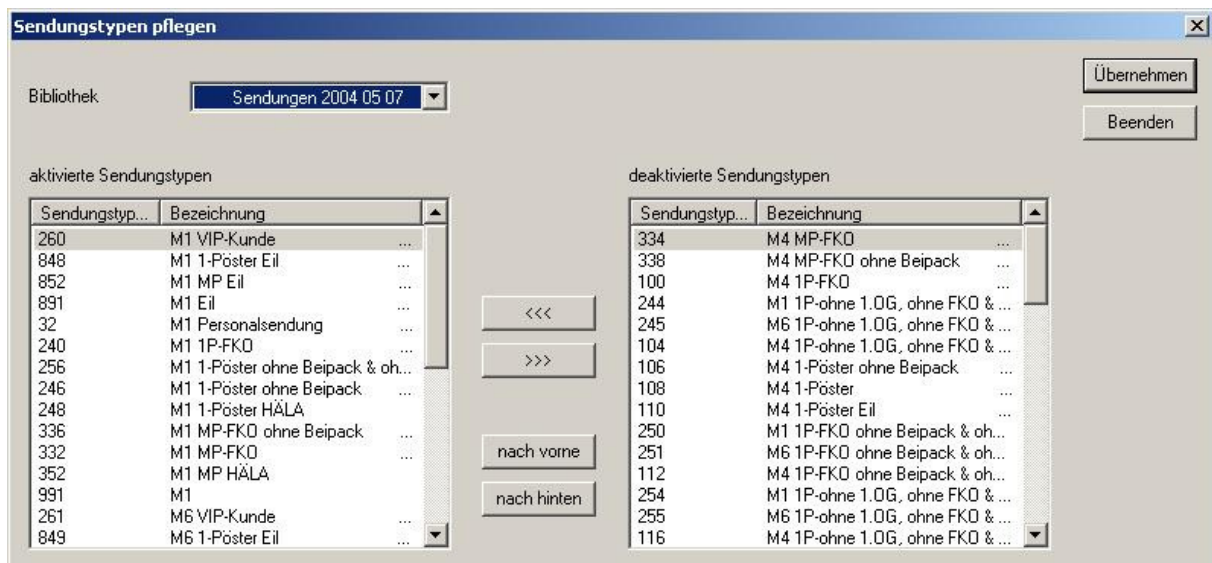 Sendungstypen pflegen
Übernehmen
Bibliothek Sendungen 2004 05 07
Beenden
aktivierte Sendungstypen
Sendungstyp... Bezeichnung
260 M1 VIP-Kunde ...
848 M1 1-Pöster Eil ...
852 M1 MP Eil ...
891 M1 Eil ...
32 M1 Personalsendung ...
240 M1 1P-FKO ...
256 M1 1-Pöster ohne Beipack & oh...
246 M1 1-Pöster ohne Beipack ...
248 M1 1-Pöster HÄLA
336 M1 MP-FKO ohne Beipack ...
332 M1 MP-FKO ...
352 M1 MP HÄLA
991 M1
261 M6 VIP-Kunde ...
849 M6 1-Pöster Eil ...
<<<
>>>
nach vorne
nach hinten
deaktivierte Sendungstypen
Sendungstyp... Bezeichnung
334 M4 MP-FKO ...
338 M4 MP-FKO ohne Beipack ...
100 M4 1P-FKO ...
244 M1 1P-ohne 1.OG, ohne FKO & ...
245 M6 1P-ohne 1.OG, ohne FKO & ...
104 M4 1P-ohne 1.OG, ohne FKO & ...
106 M4 1-Pöster ohne Beipack ...
108 M4 1-Pöster ...
110 M4 1-Pöster Eil ...
250 M1 1P-FKO ohne Beipack & oh...
251 M6 1P-FKO ohne Beipack & oh...
112 M4 1P-FKO ohne Beipack & oh...
254 M1 1P-ohne 1.OG, ohne FKO & ...
255 M6 1P-ohne 1.OG, ohne FKO & ...
116 M4 1P-ohne 1.OG, ohne FKO & ...